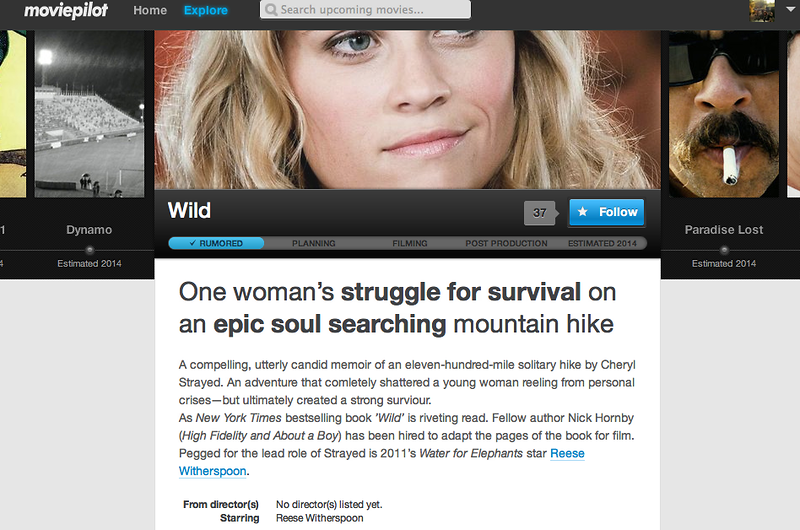 moviepilot Home Explore Search upcoming movies...
Wild 37 ★ Follow
1 Dynamo Paradise Lost
✓ RUMORED PLANNING FILMING POST PRODUCTION ESTIMATED 2014
4 Estimated 2014 Estimated 2014
One woman's struggle for survival on
an epic soul searching mountain hike
A compelling, utterly candid memoir of an eleven-hundred-mile solitary hike by Cheryl
Strayed. An adventure that comletely shattered a young woman reeling from personal
crises—but ultimately created a strong surviour.
As New York Times bestselling book 'Wild' is riveting read. Fellow author Nick Hornby
(High Fidelity and About a Boy) has been hired to adapt the pages of the book for film.
Pegged for the lead role of Strayed is 2011's Water for Elephants star Reese
Witherspoon.
From director(s) No director(s) listed yet.
Starring Reese Witherspoon